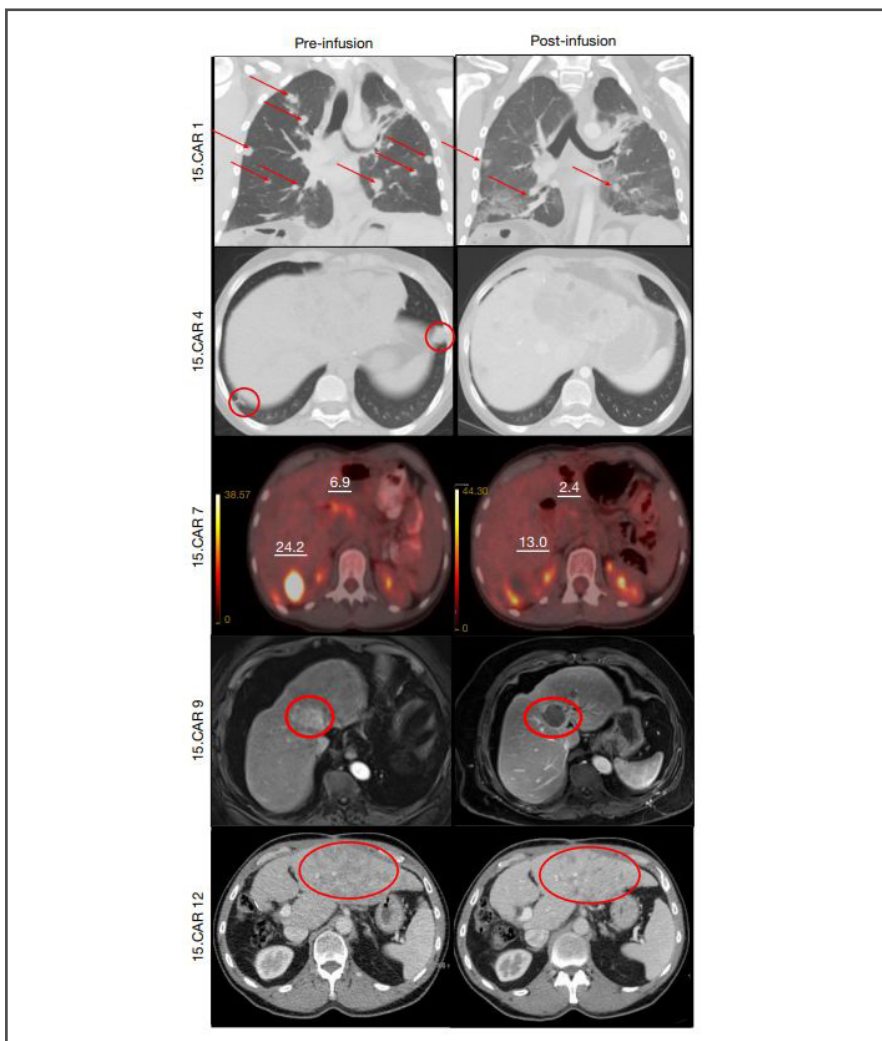 Pre-infusion
Post-infusion
15.CAR 1
15.CAR 4
15.CAR 7
38.57
6.9
24.2
0
44.30
2.4
13.0
0
15.CAR 9
15.CAR 12